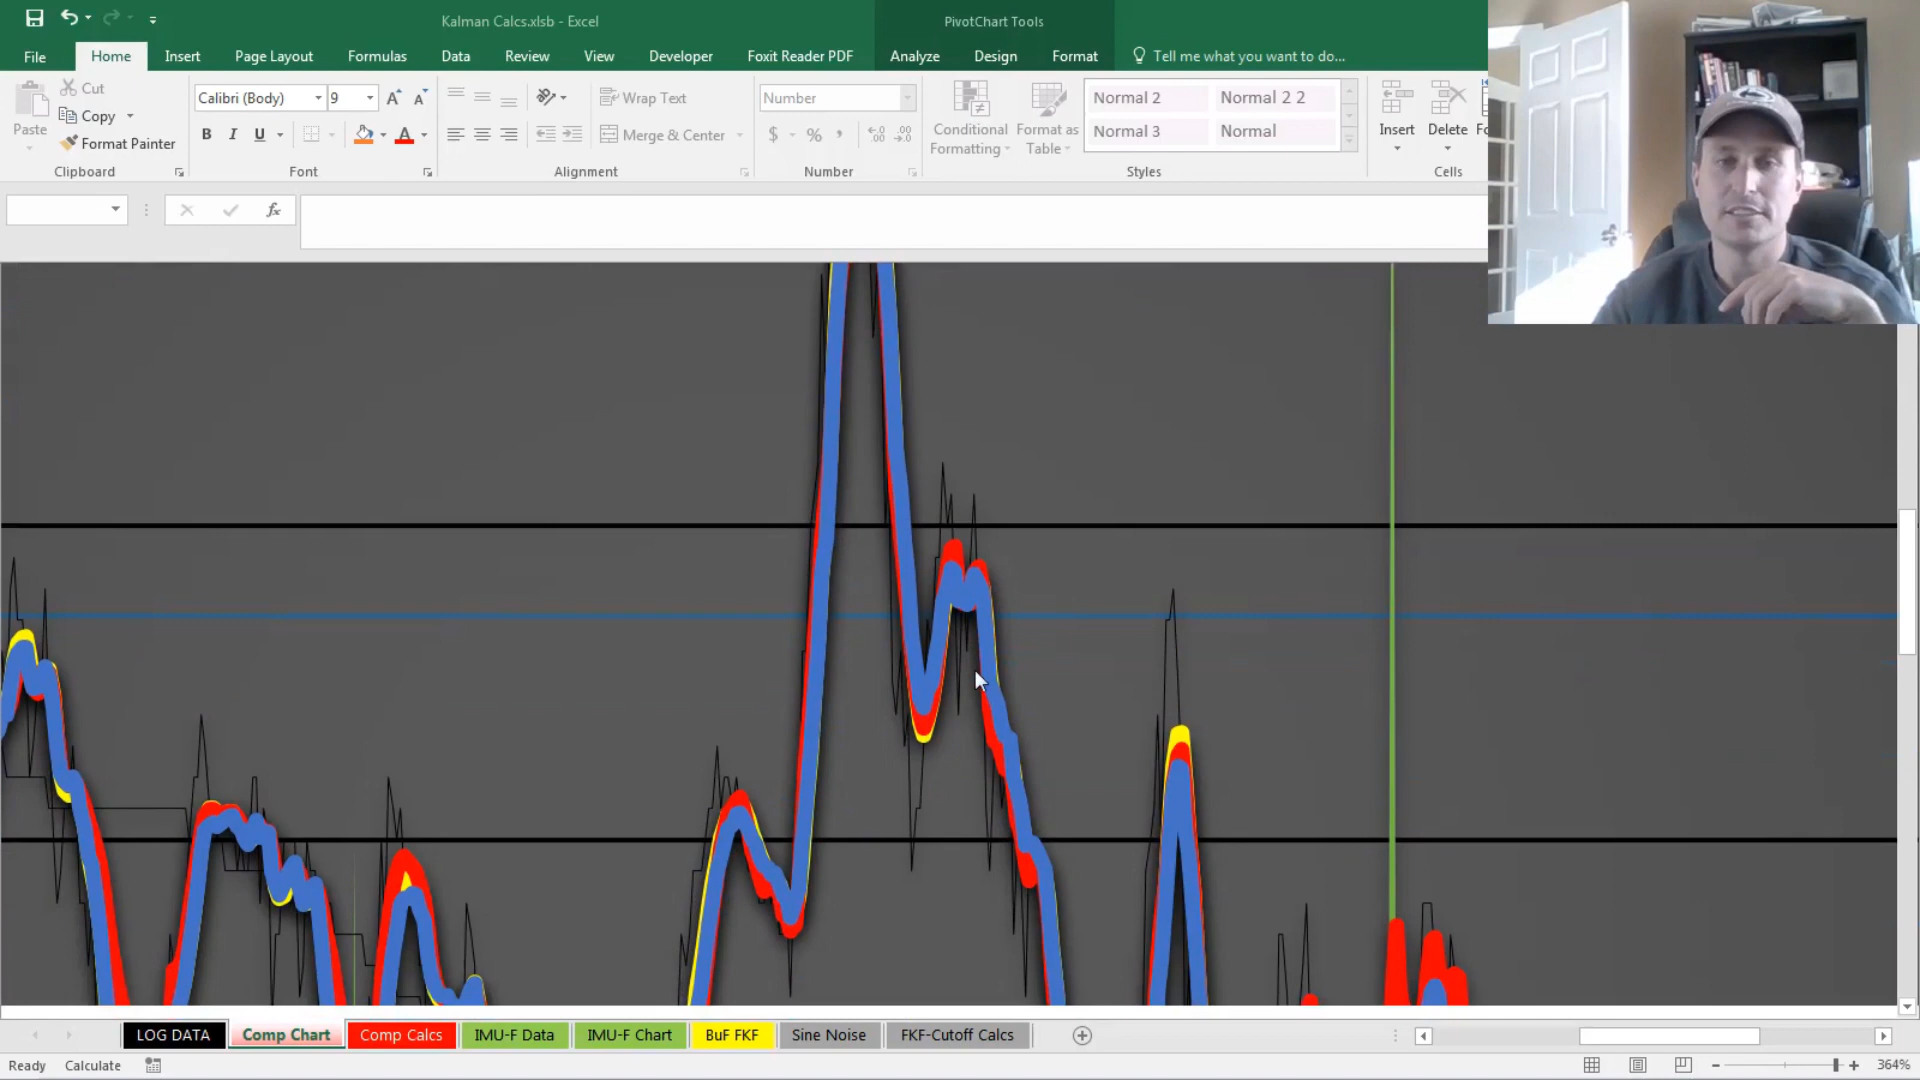 Kalman Calcs.xlsb - Excel
PivotChart Tools
File Home Insert Page Layout Formulas Data Review View Developer Foxit Reader PDF Analyze Design Format Tell me what you want to do...
Paste
Cut
Copy
Format Painter
Clipboard
Calibri (Body) 9 A A
B I U A
Font
Wrap Text
Merge & Center
Alignment
Number
$ % ,
Number
Conditional Formatting
Format as Table
Normal 2 Normal 2 2
Normal 3 Normal
Styles
Insert Delete
Cells
fx
LOG DATA Comp Chart Comp Calcs IMU-F Data IMU-F Chart BuF FKF Sine Noise FKF-Cutoff Calcs
Ready Calculate 364%